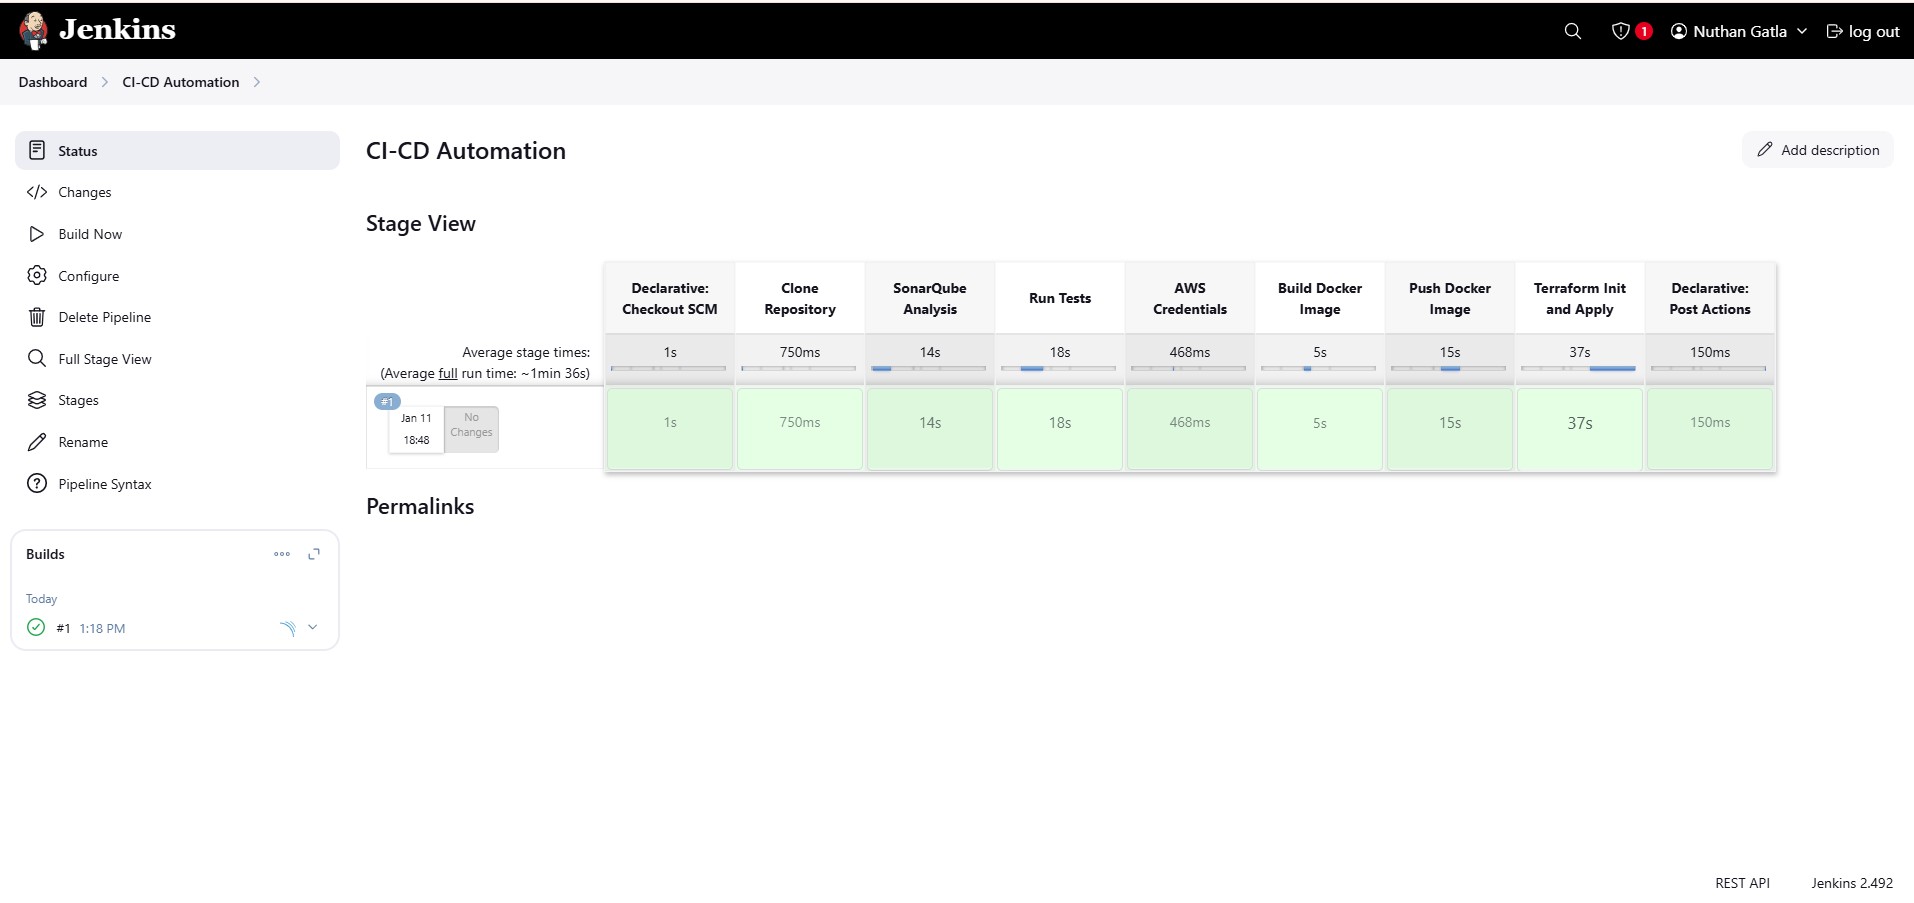 Jenkins
1
Nuthan Gatla
log out
Dashboard
CI-CD Automation
Status
Changes
Build Now
Configure
Delete Pipeline
Full Stage View
Stages
Rename
Pipeline Syntax
Builds
Today
#1 1:18 PM
CI-CD Automation
Add description
Stage View
Declarative:
Checkout SCM
Clone
Repository
SonarQube
Analysis
Run Tests
AWS
Credentials
Build Docker
Image
Push Docker
Image
Terraform Init
and Apply
Declarative:
Post Actions
Average stage times:
(Average full run time: ~1min 36s)
1s
750ms
14s
18s
468ms
5s
15s
37s
150ms
#1
Jan 11
18:48
No
Changes
1s
750ms
14s
18s
468ms
5s
15s
37s
150ms
Permalinks
REST API
Jenkins 2.492